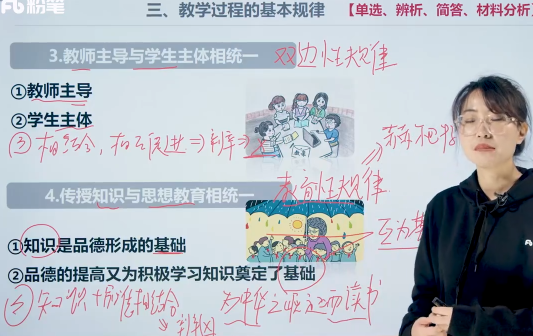 粉笔
三、教学过程的基本规律 【单选、辨析、简答、材料分析】
3.教师主导与学生主体相统一 双边性规律
①教师主导
②学生主体
③相结合,相互促进⇒
4.传授知识与思想教育相统一 教育性规律
①知识是品德形成的基础 互为基
②品德的提高又为积极学习知识奠定了基础
③知识+ 相结合 为中华之崛起而读书